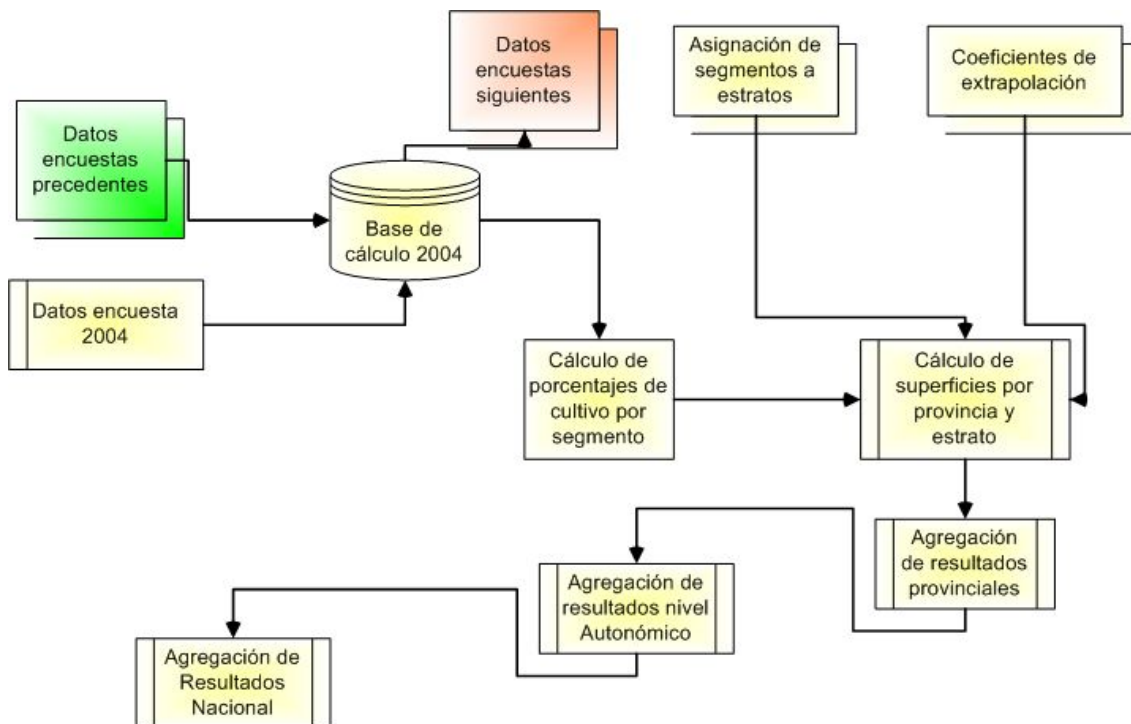 Datos
encuestas
siguientes
Asignación de
segmentos a
estratos
Coeficientes de
extrapolación
Datos
encuestas
precedentes
Base de
cálculo 2004
Datos encuesta
2004
Cálculo de
porcentajes de
cultivo por
segmento
Cálculo de
superficies por
provincia y
estrato
Agregación
de resultados
provinciales
Agregación de
resultados nivel
Autonómico
Agregación de
Resultados
Nacional